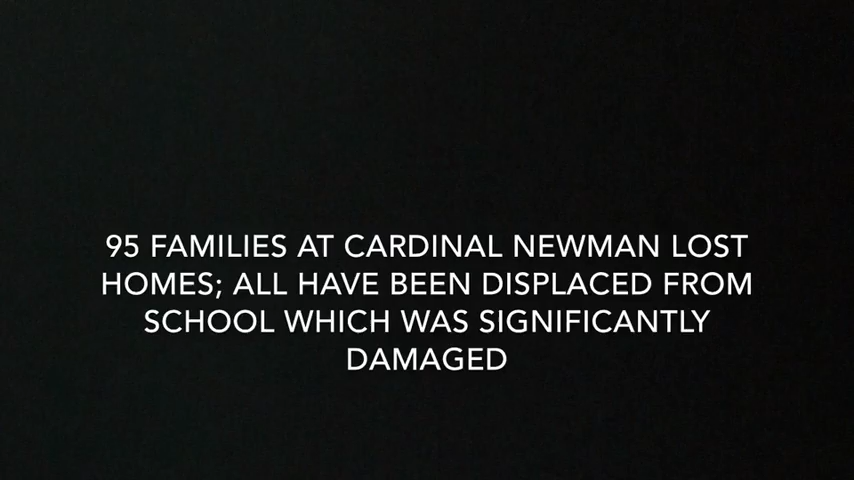 95 FAMILIES AT CARDINAL NEWMAN LOST
HOMES; ALL HAVE BEEN DISPLACED FROM
SCHOOL WHICH WAS SIGNIFICANTLY
DAMAGED